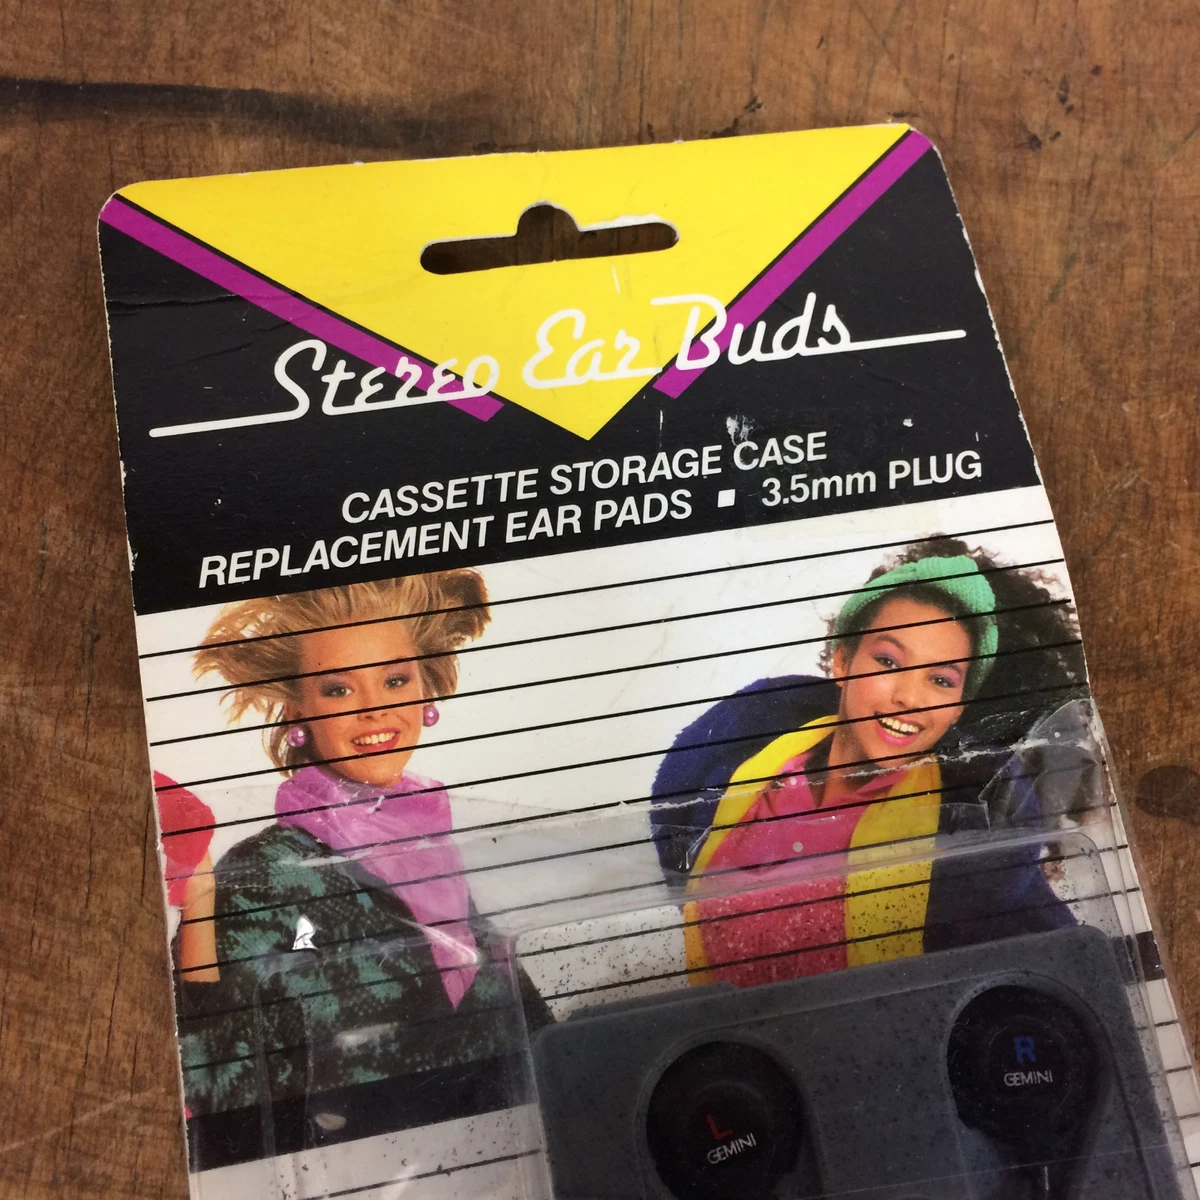 Stereo Ear Buds
CASSETTE STORAGE CASE
REPLACEMENT EAR PADS ■ 3.5mm PLUG
R
GEMINI
L
GEMINI